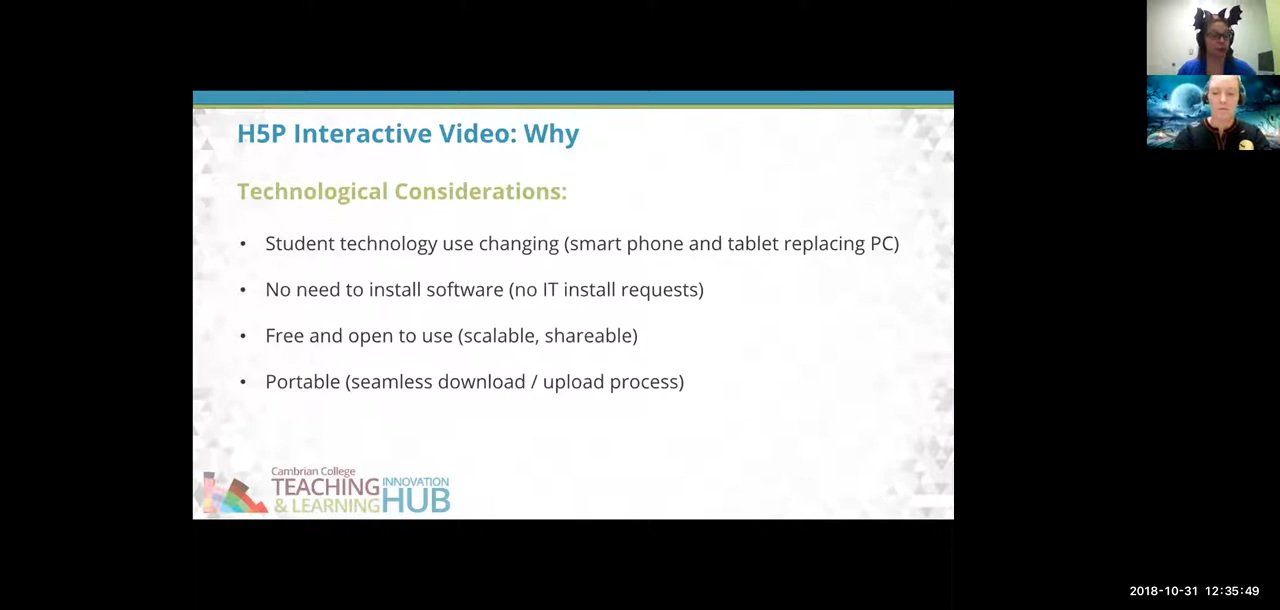 H5P Interactive Video: Why
Technological Considerations:
• Student technology use changing (smart phone and tablet replacing PC)
• No need to install software (no IT install requests)
• Free and open to use (scalable, shareable)
• Portable (seamless download / upload process)
Cambrian College
TEACHING
& LEARNING
INNOVATION
HUB
2018-10-31 12:35:49